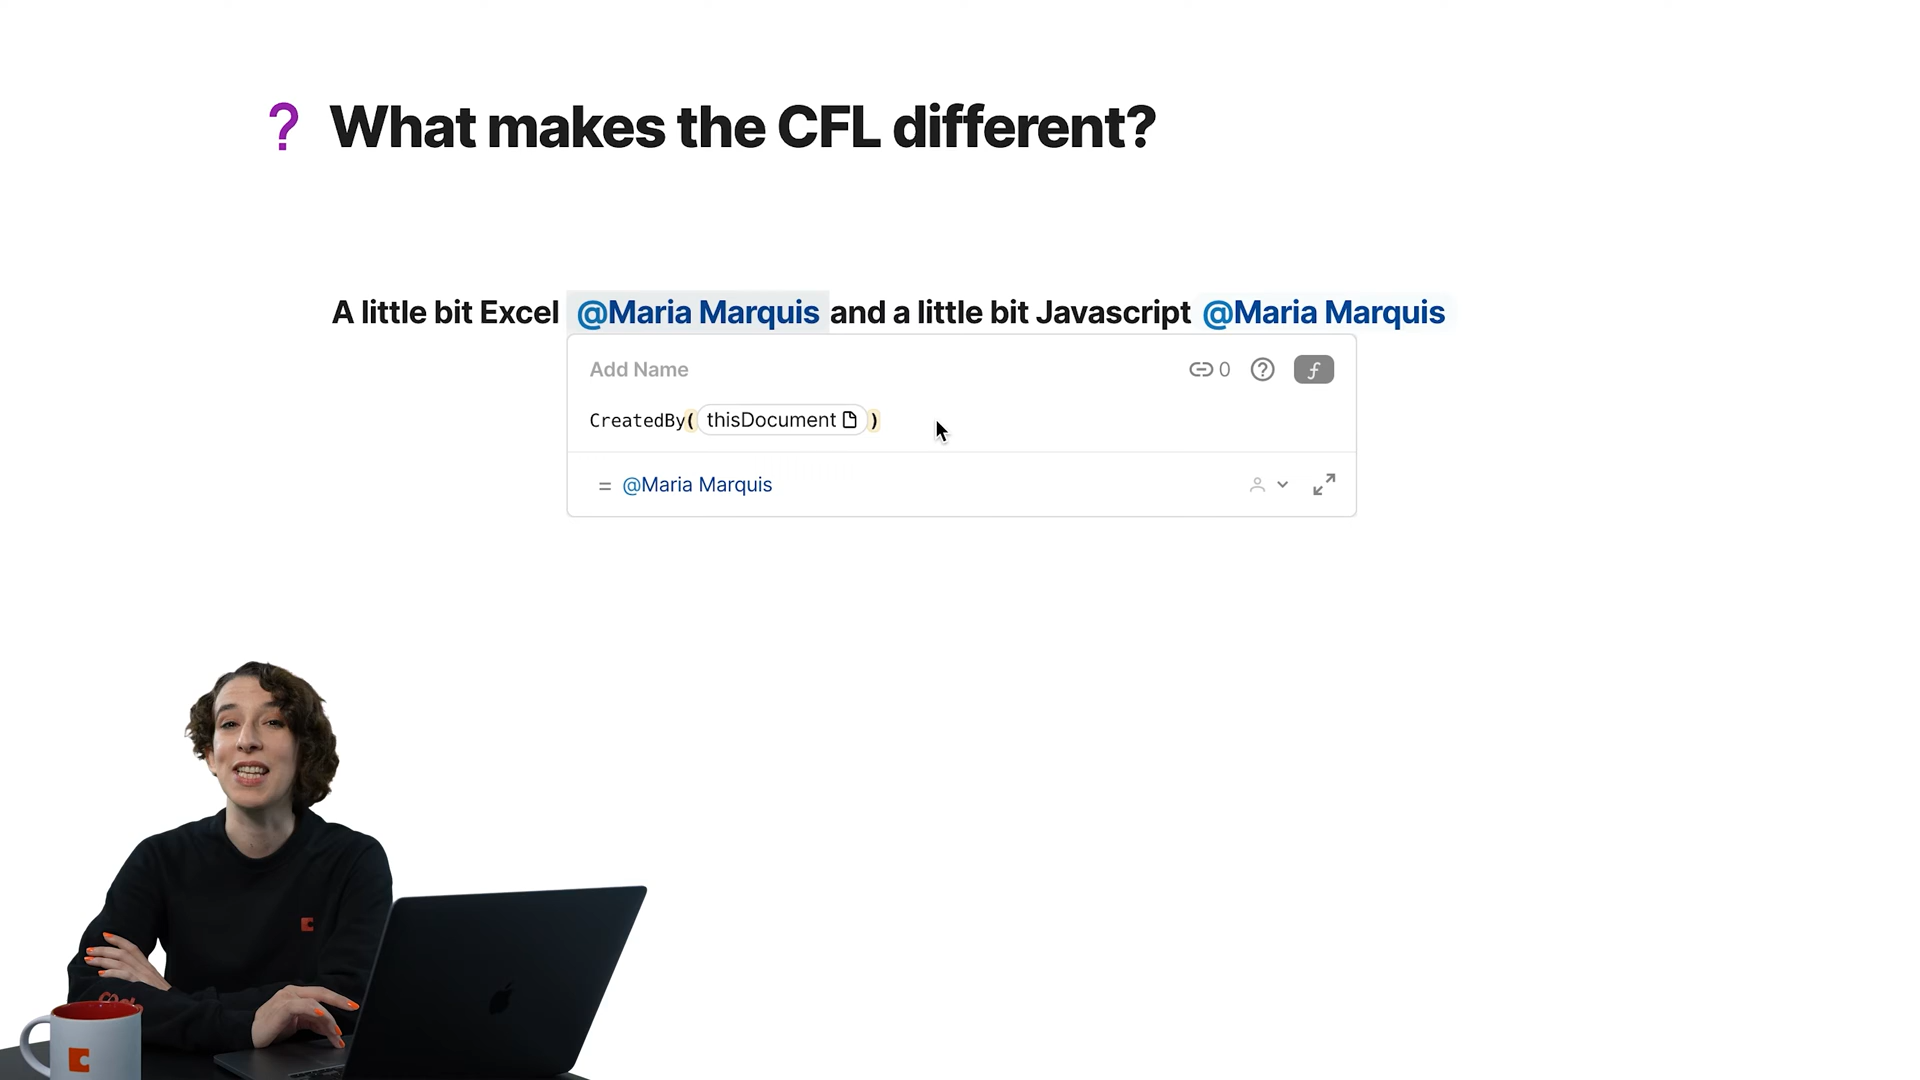 ? What makes the CFL different?
A little bit Excel @Maria Marquis and a little bit Javascript @Maria Marquis
Add Name 0 ? f
CreatedBy( thisDocument )
= @Maria Marquis